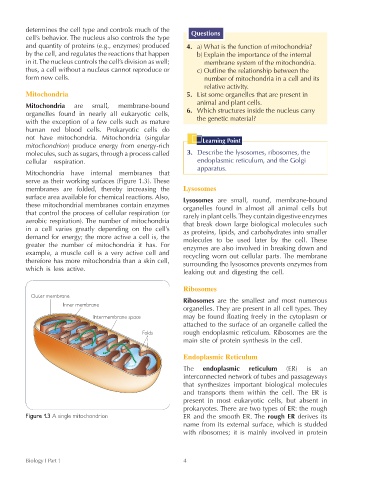 determines the cell type and controls much of the
cell's behavior. The nucleus also controls the type
and quantity of proteins (e.g., enzymes) produced
by the cell, and regulates the reactions that happen
in it. The nucleus controls the cell's division as well;
thus, a cell without a nucleus cannot reproduce or
form new cells.
Mitochondria
Mitochondria are small, membrane-bound
organelles found in nearly all eukaryotic cells,
with the exception of a few cells such as mature
human red blood cells. Prokaryotic cells do
not have mitochondria. Mitochondria (singular
mitochondrion) produce energy from energy-rich
molecules, such as sugars, through a process called
cellular respiration.
Mitochondria have internal membranes that
serve as their working surfaces (Figure 1.3). These
membranes are folded, thereby increasing the
surface area available for chemical reactions. Also,
these mitochondrial membranes contain enzymes
that control the process of cellular respiration (or
aerobic respiration). The number of mitochondria
in a cell varies greatly depending on the cell's
demand for energy; the more active a cell is, the
greater the number of mitochondria it has. For
example, a muscle cell is a very active cell and
therefore has more mitochondria than a skin cell,
which is less active.
Outer membrane
Inner membrane
Intermembrane space
Folds
Figure 1.3 A single mitochondrion
Questions
4. a) What is the function of mitochondria?
b) Explain the importance of the internal
membrane system of the mitochondria.
c) Outline the relationship between the
number of mitochondria in a cell and its
relative activity.
5. List some organelles that are present in
animal and plant cells.
6. Which structures inside the nucleus carry
the genetic material?
Learning Point
3. Describe the lysosomes, ribosomes, the
endoplasmic reticulum, and the Golgi
apparatus.
Lysosomes
Lysosomes are small, round, membrane-bound
organelles found in almost all animal cells but
rarely in plant cells. They contain digestive enzymes
that break down large biological molecules such
as proteins, lipids, and carbohydrates into smaller
molecules to be used later by the cell. These
enzymes are also involved in breaking down and
recycling worn out cellular parts. The membrane
surrounding the lysosomes prevents enzymes from
leaking out and digesting the cell.
Ribosomes
Ribosomes are the smallest and most numerous
organelles. They are present in all cell types. They
may be found floating freely in the cytoplasm or
attached to the surface of an organelle called the
rough endoplasmic reticulum. Ribosomes are the
main site of protein synthesis in the cell.
Endoplasmic Reticulum
The endoplasmic reticulum (ER) is an
interconnected network of tubes and passageways
that synthesizes important biological molecules
and transports them within the cell. The ER is
present in most eukaryotic cells, but absent in
prokaryotes. There are two types of ER: the rough
ER and the smooth ER. The rough ER derives its
name from its external surface, which is studded
with ribosomes; it is mainly involved in protein
Biology I Part 1
4